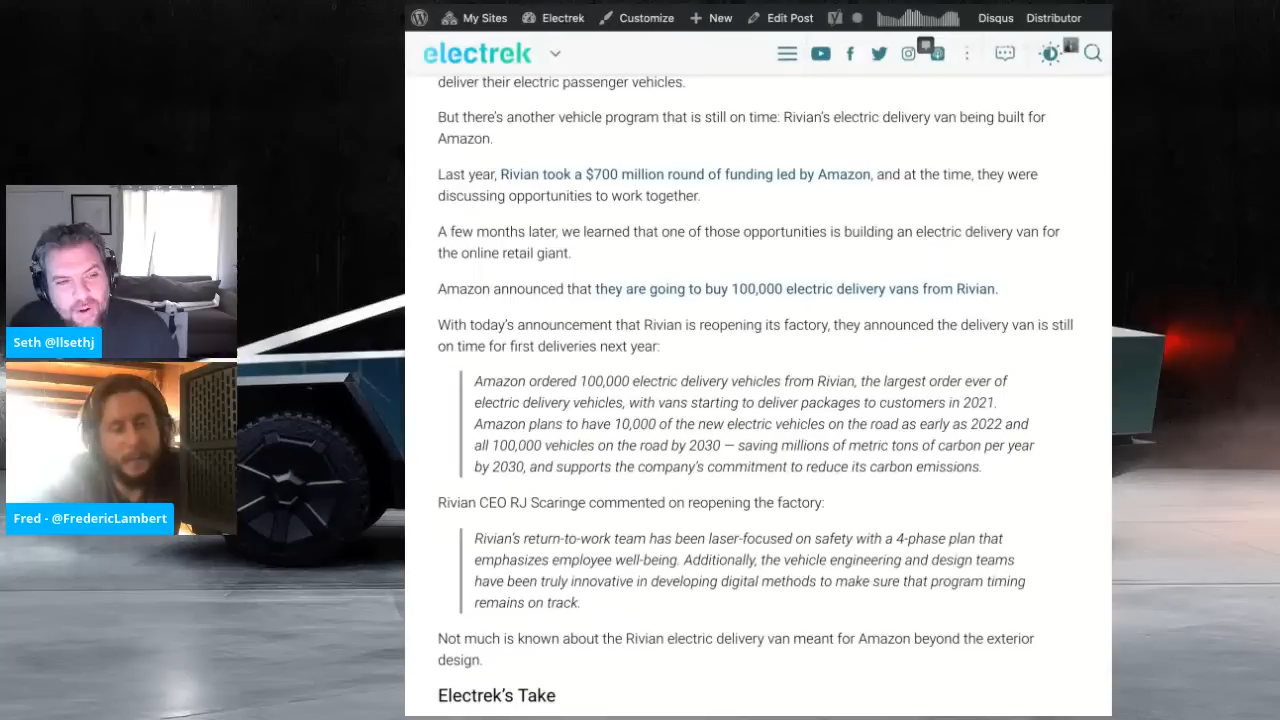 My Sites Electrek Customize New Edit Post Disqus Distributor
electrek
deliver their electric passenger vehicles.
But there's another vehicle program that is still on time: Rivian's electric delivery van being built for
Amazon.
Last year, Rivian took a $700 million round of funding led by Amazon, and at the time, they were
discussing opportunities to work together.
A few months later, we learned that one of those opportunities is building an electric delivery van for
the online retail giant.
Amazon announced that they are going to buy 100,000 electric delivery vans from Rivian.
With today's announcement that Rivian is reopening its factory, they announced the delivery van is still
on time for first deliveries next year:
Amazon ordered 100,000 electric delivery vehicles from Rivian, the largest order ever of
electric delivery vehicles, with vans starting to deliver packages to customers in 2021.
Amazon plans to have 10,000 of the new electric vehicles on the road as early as 2022 and
all 100,000 vehicles on the road by 2030 — saving millions of metric tons of carbon per year
by 2030, and supports the company's commitment to reduce its carbon emissions.
Rivian CEO RJ Scaringe commented on reopening the factory:
Rivian's return-to-work team has been laser-focused on safety with a 4-phase plan that
emphasizes employee well-being. Additionally, the vehicle engineering and design teams
have been truly innovative in developing digital methods to make sure that program timing
remains on track.
Not much is known about the Rivian electric delivery van meant for Amazon beyond the exterior
design.
Electrek's Take
Seth @llsethj
Fred - @FredericLambert